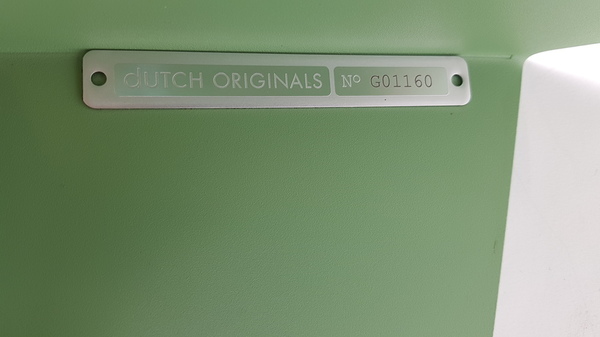 dUTCH ORIGINALS Nº G01160